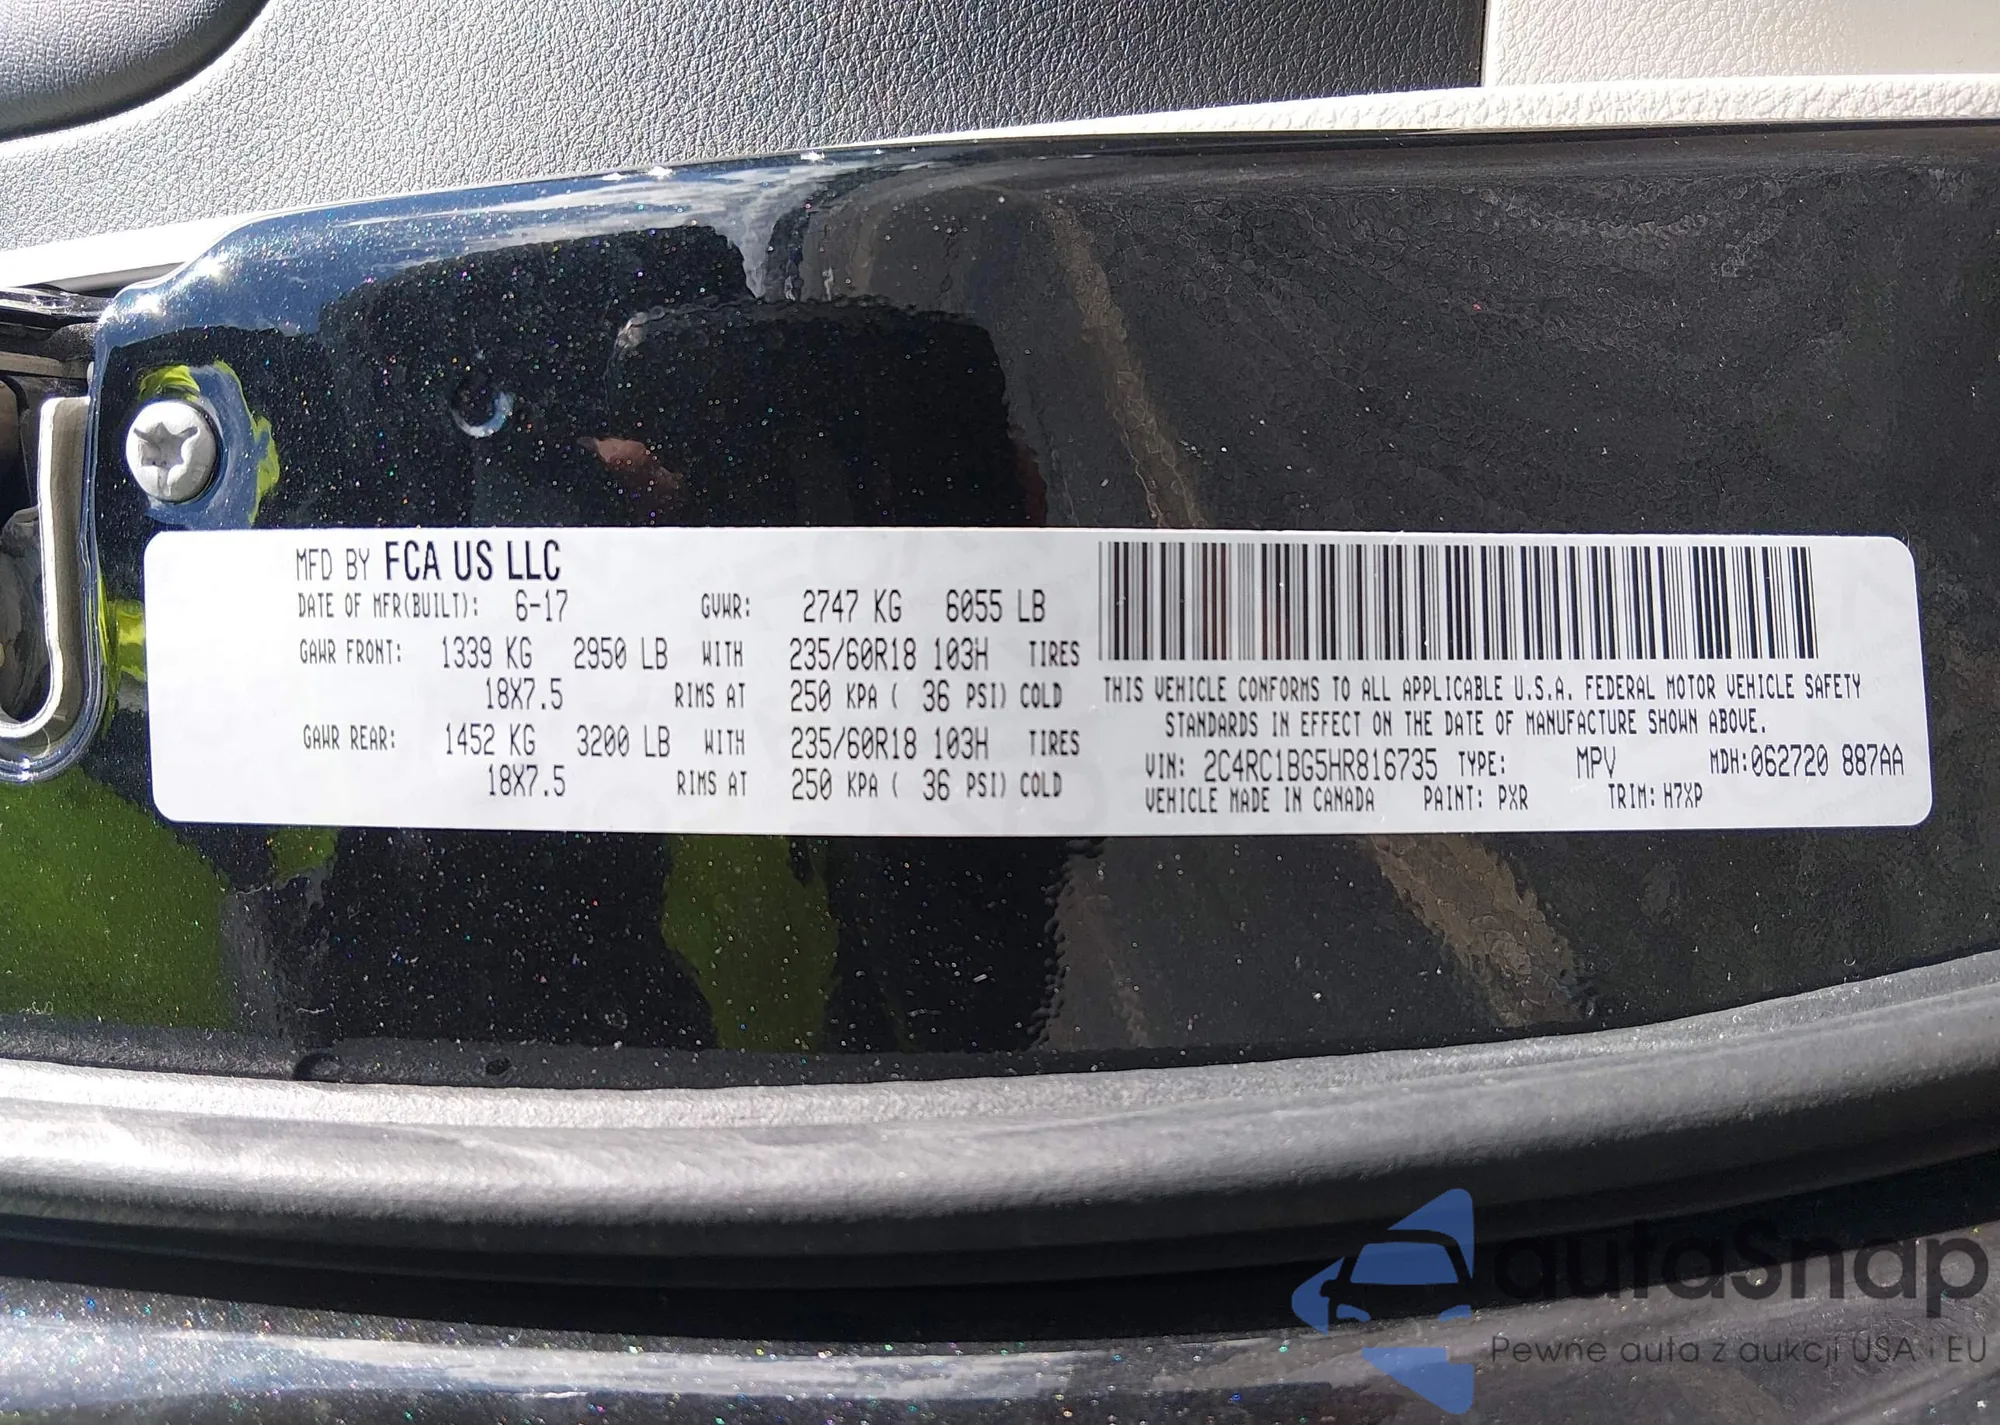 MFD BY FCA US LLC
DATE OF MFR(BUILT): 6-17 GVWR: 2747 KG 6055 LB
GAWR FRONT: 1339 KG 2950 LB WITH 235/60R18 103H TIRES
18X7.5 RIMS AT 250 KPA ( 36 PSI) COLD
GAWR REAR: 1452 KG 3200 LB WITH 235/60R18 103H TIRES
18X7.5 RIMS AT 250 KPA ( 36 PSI) COLD
THIS VEHICLE CONFORMS TO ALL APPLICABLE U.S.A. FEDERAL MOTOR VEHICLE SAFETY
STANDARDS IN EFFECT ON THE DATE OF MANUFACTURE SHOWN ABOVE.
VIN: 2C4RC1BG5HR816735 TYPE: MPV MDH:062720 887AA
VEHICLE MADE IN CANADA PAINT: PXR TRIM: H7XP
autaSnap
Pewne auta z aukcji USA i EU